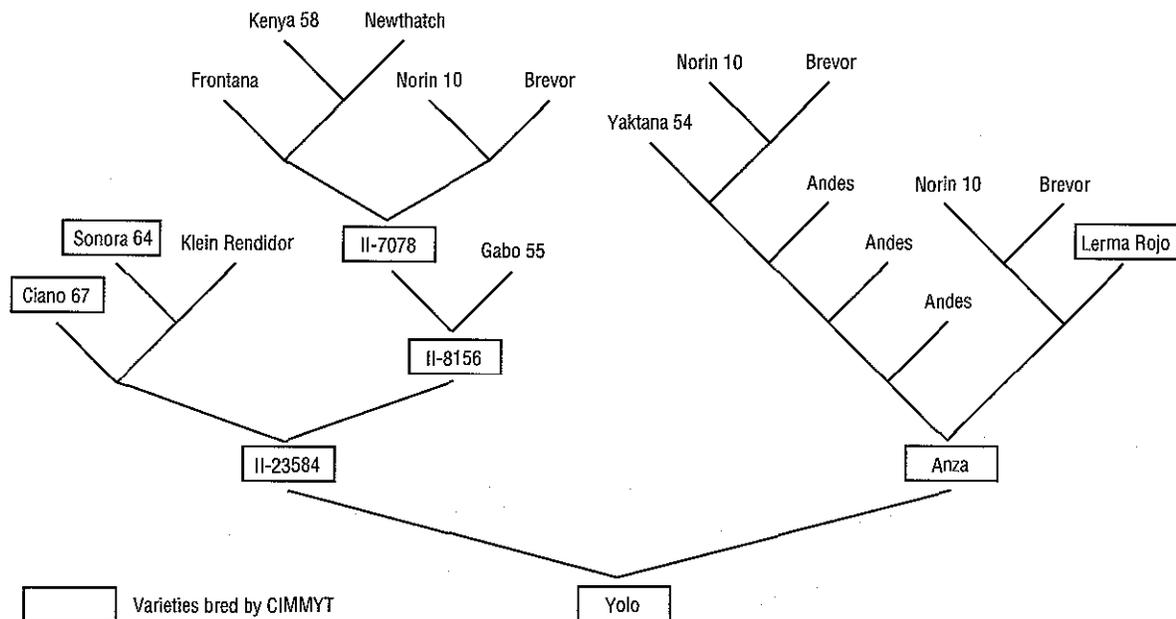 Kenya 58
Newthatch
Frontana
Norin 10
Brevor
Norin 10
Brevor
Yaktana 54
Andes
Norin 10
Brevor
Sonora 64
Klein Rendidor
II-7078
Gabo 55
Andes
Lerma Rojo
Ciano 67
Andes
II-8156
II-23584
Anza
Varieties bred by CIMMYT
Yolo